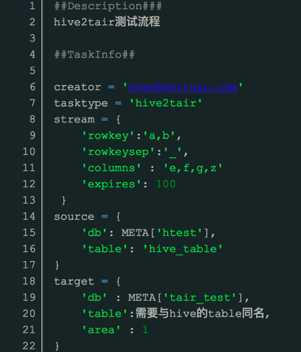 1 ##Description###
2 hive2tair测试流程
3
4 ##TaskInfo##
5
6 creator = '
7 tasktype = 'hive2tair'
8 stream = {
9 'rowkey':'a,b',
10 'rowkeysep':'_',
11 'columns' : 'e,f,g,z'
12 'expires': 100
13 }
14 source = {
15 'db': META['htest'],
16 'table': 'hive_table'
17 }
18 target = {
19 'db' : META['tair_test'],
20 'table':需要与hive的table同名,
21 'area' : 1
22 }